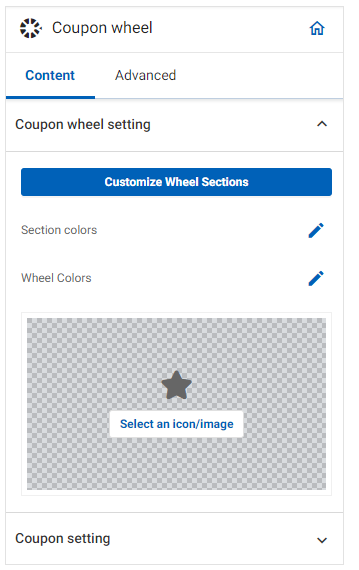 Coupon wheel
Content Advanced
Coupon wheel setting
Customize Wheel Sections
Section colors
Wheel Colors
Select an icon/image
Coupon setting